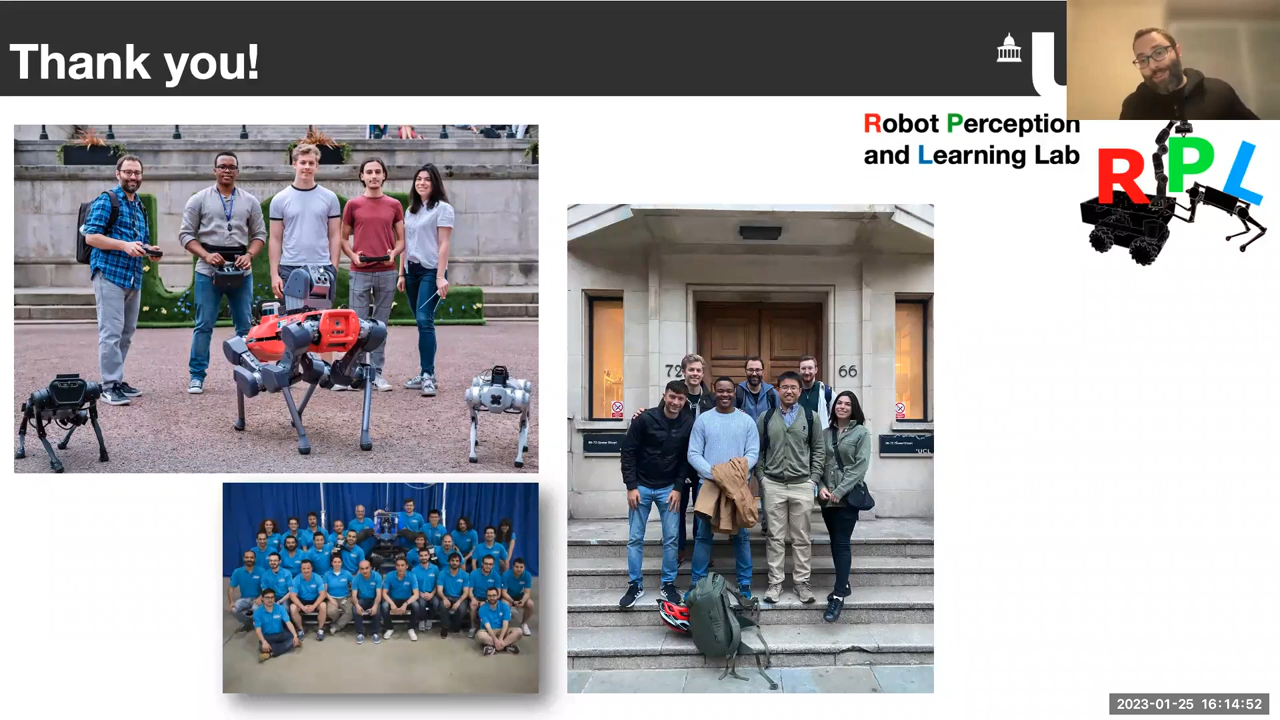 Thank you!
U
Robot Perception
and Learning Lab
RPL
72
66
UCL
2023-01-25 16:14:52